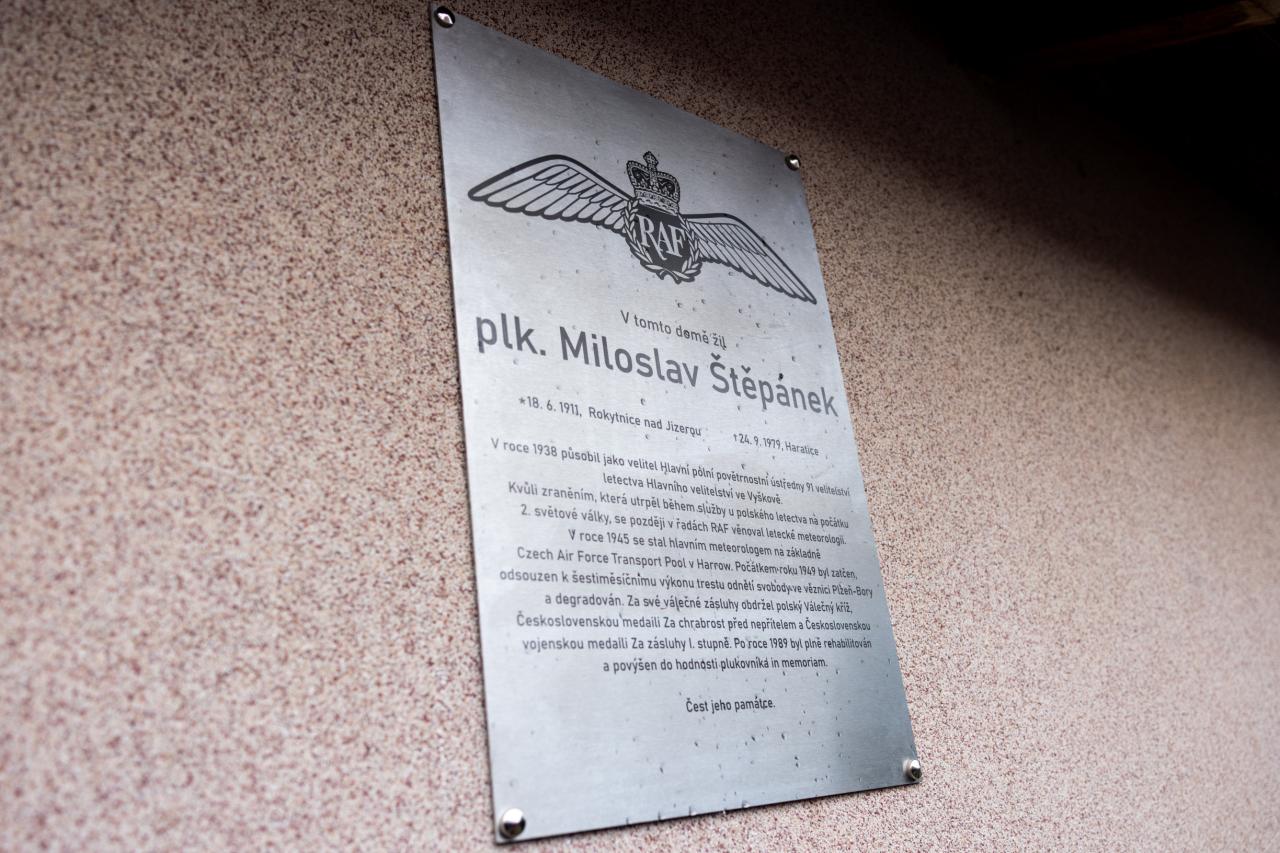 RAF
V tomto domě žil
plk. Miloslav Štěpánek
*18. 6. 1911, Rokytnice nad Jizerou †24. 9. 1979, Haratice
V roce 1938 působil jako velitel Hlavní polní povětrnostní ústředny 91 velitelství
letectva Hlavního velitelství ve Vyškově.
Kvůli zraněním, která utrpěl během služby u polského letectva na počátku
2. světové války, se později v řadách RAF věnoval letecké meteorologii.
V roce 1945 se stal hlavním meteorologem na základně
Czech Air Force Transport Pool v Harrow. Počátkem roku 1949 byl zatčen,
odsouzen k šestiměsíčnímu výkonu trestu odnětí svobody ve věznici Plzeň-Bory
a degradován. Za své válečné zásluhy obdržel polský Válečný kříž,
Československou medaili Za chrabrost před nepřítelem a Československou
vojenskou medaili Za zásluhy I. stupně. Po roce 1989 byl plně rehabilitován
a povýšen do hodnosti plukovníka in memoriam.
Čest jeho památce.